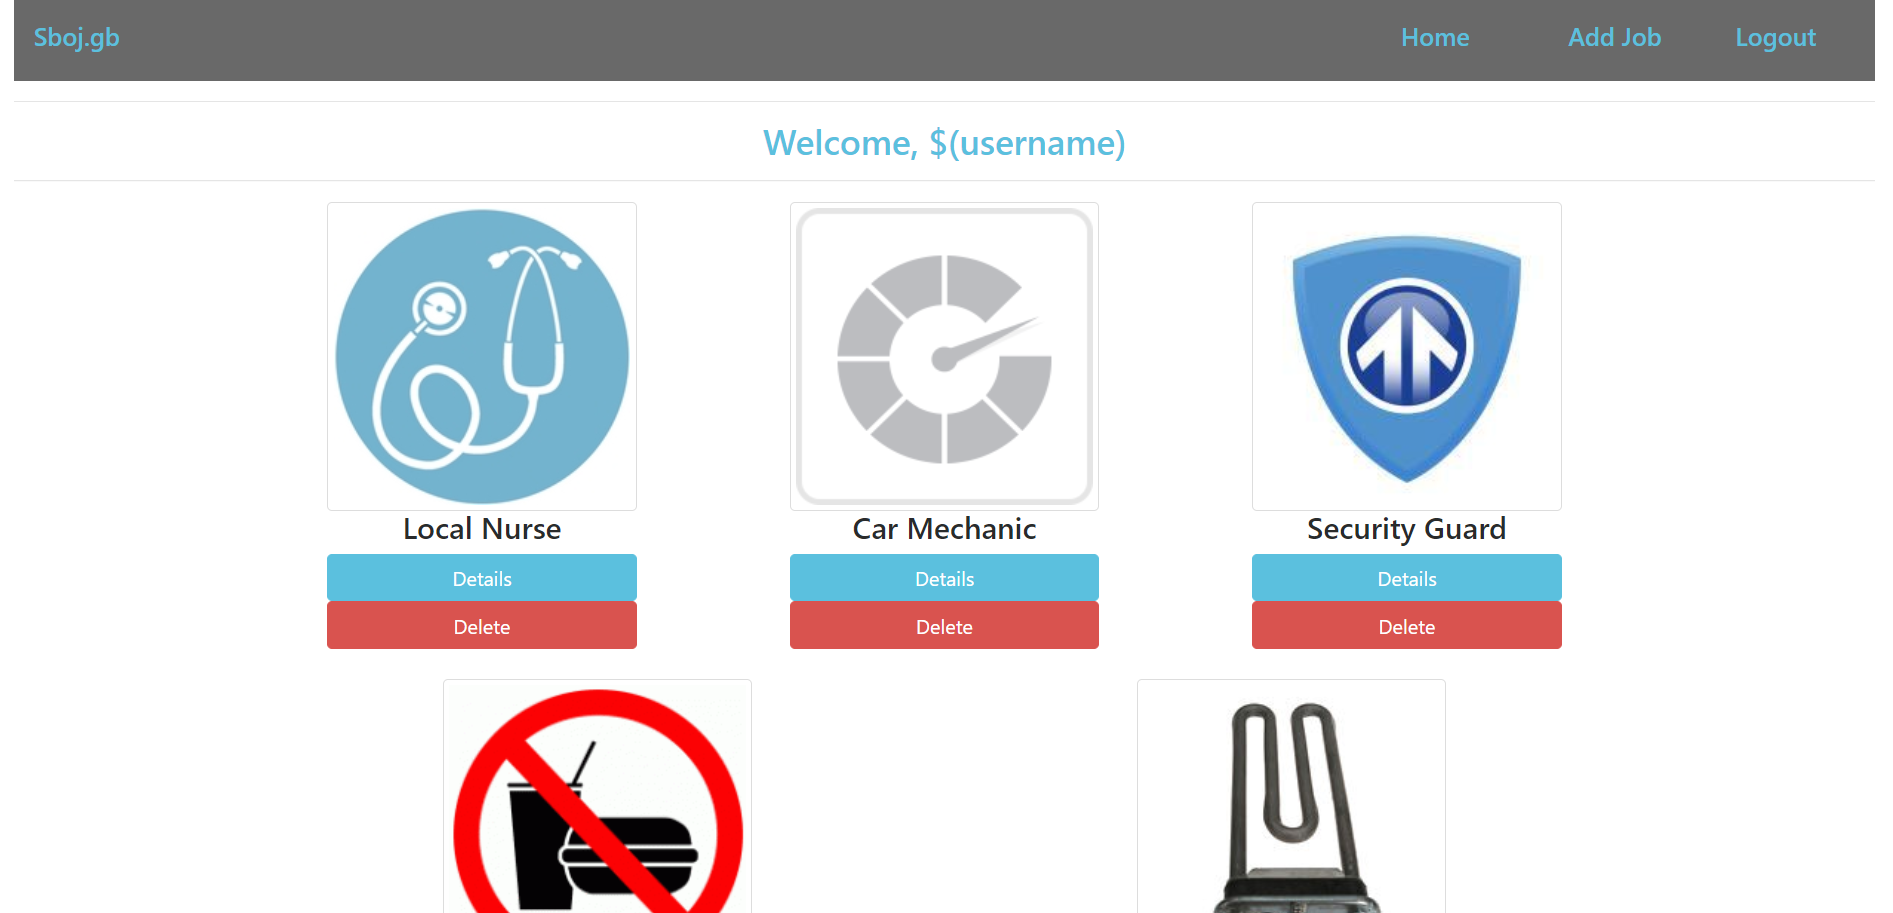 Sboj.gb
Home
Add Job
Logout
Welcome, $(username)
Local Nurse
Car Mechanic
Security Guard
Details
Details
Details
Delete
Delete
Delete